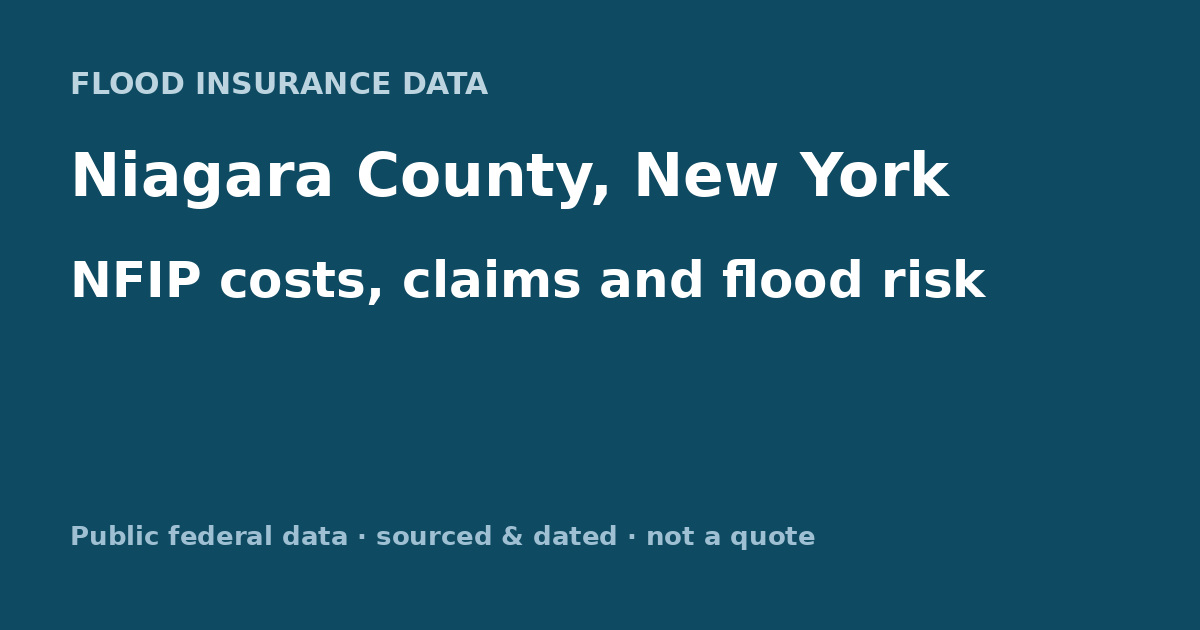 FLOOD INSURANCE DATA
Niagara County, New York
NFIP costs, claims and flood risk
Public federal data · sourced & dated · not a quote